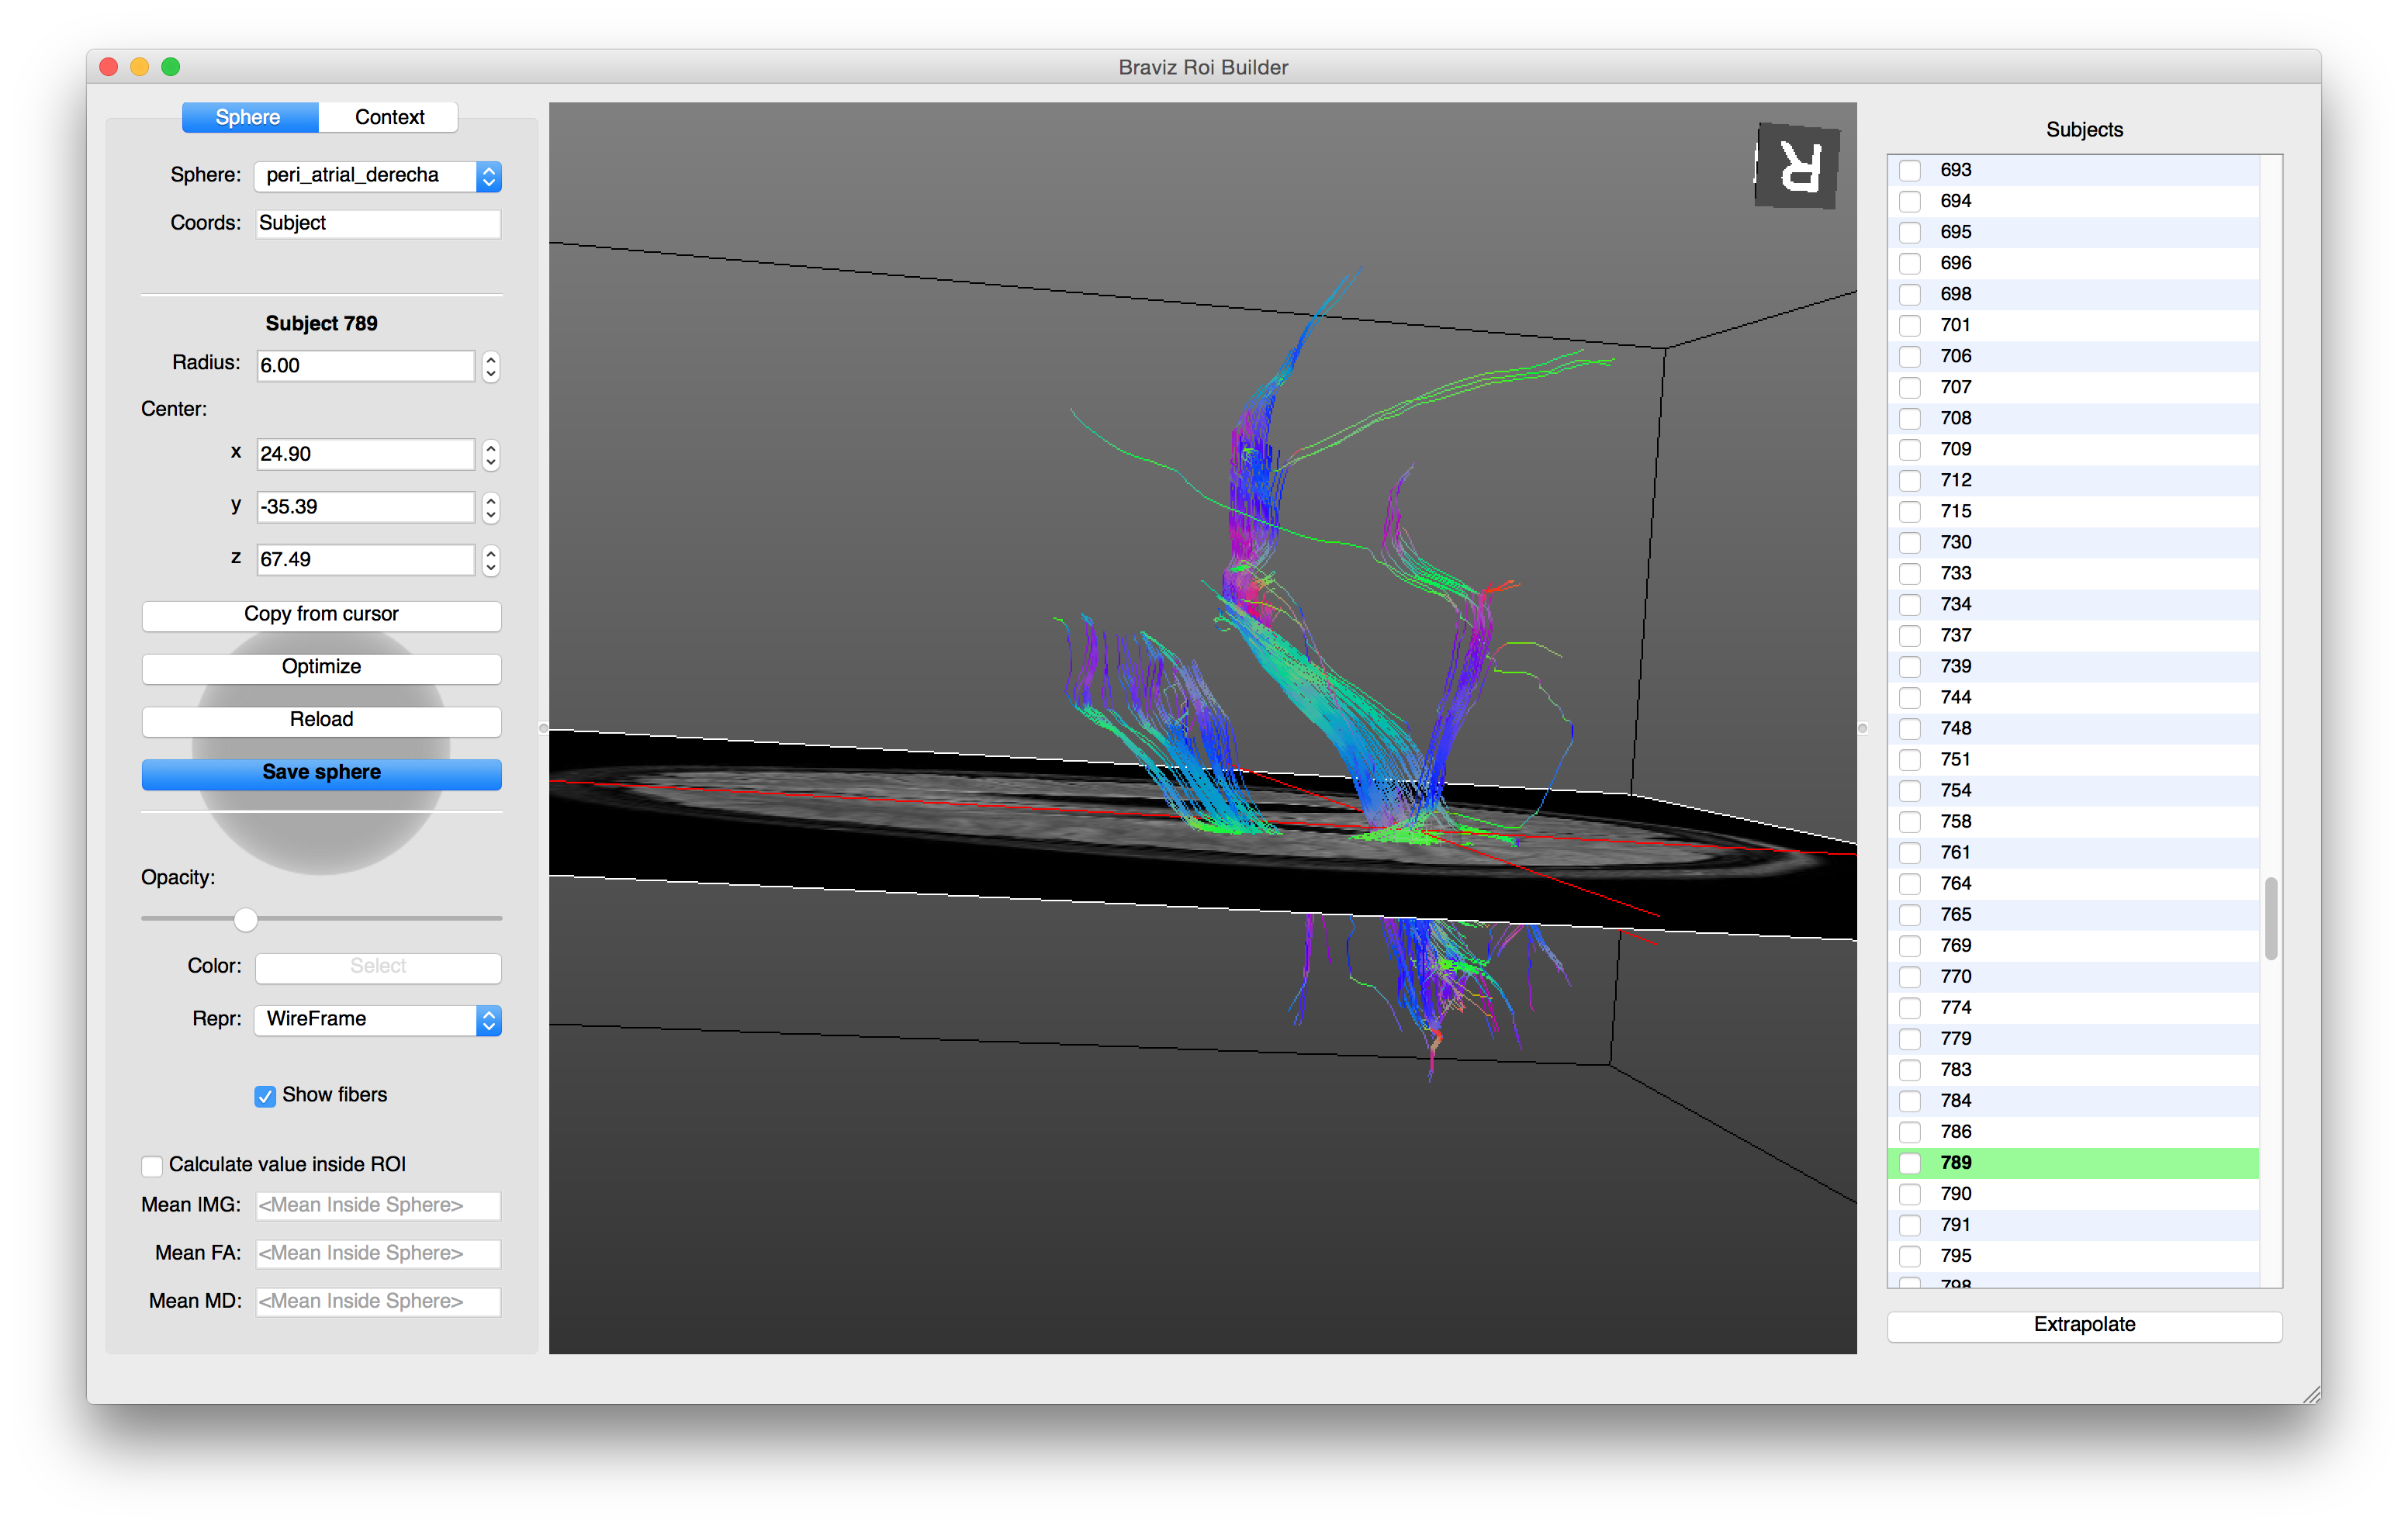 Braviz Roi Builder
Sphere
Context
Sphere: peri_atrial_derecha
Coords: Subject
Subject 789
Radius: 6.00
Center:
x 24.90
y -35.39
z 67.49
Copy from cursor
Optimize
Reload
Save sphere
Opacity:
Color: Select
Repr: WireFrame
Show fibers
Calculate value inside ROI
Mean IMG: <Mean Inside Sphere>
Mean FA: <Mean Inside Sphere>
Mean MD: <Mean Inside Sphere>
R
Subjects
693
694
695
696
698
701
706
707
708
709
712
715
730
733
734
737
739
744
748
751
754
758
761
764
765
769
770
774
779
783
784
786
789
790
791
795
798
Extrapolate